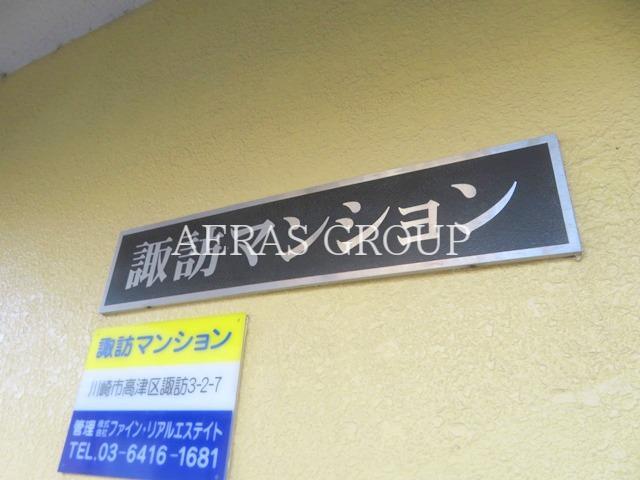 諏訪マンション
AERAS GROUP
諏訪マンション
川崎市高津区諏訪3-2-7
管理 株式会社 ファイン・リアルエステイト
TEL.03-6416-1681